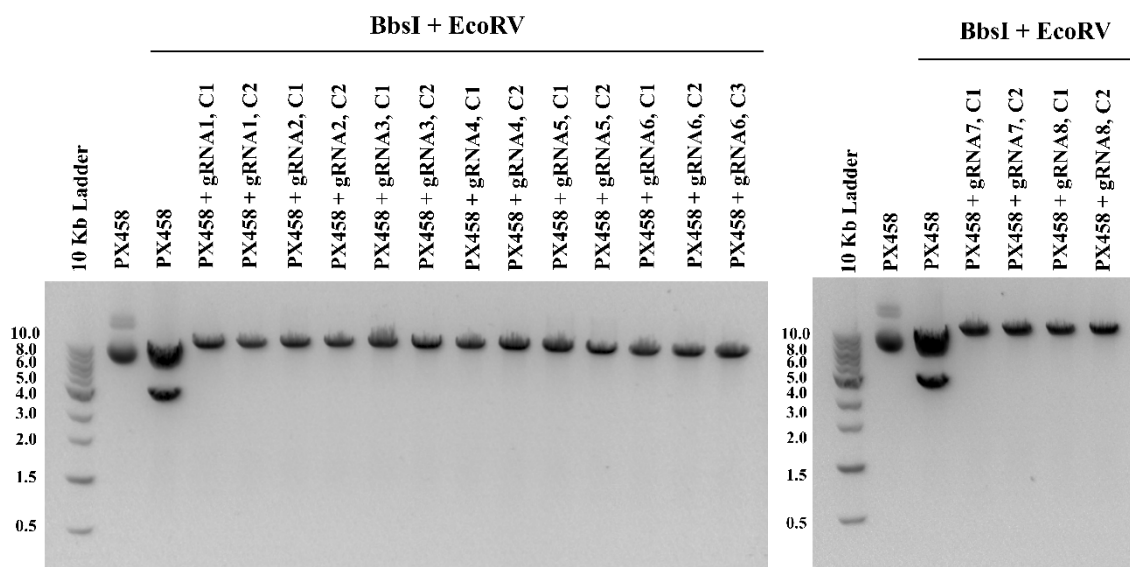 BbsI + EcoRV
10 Kb Ladder
PX458
PX458
PX458 + gRNA1, C1
PX458 + gRNA1, C2
PX458 + gRNA2, C1
PX458 + gRNA2, C2
PX458 + gRNA3, C1
PX458 + gRNA3, C2
PX458 + gRNA4, C1
PX458 + gRNA4, C2
PX458 + gRNA5, C1
PX458 + gRNA5, C2
PX458 + gRNA6, C1
PX458 + gRNA6, C2
PX458 + gRNA6, C3
10.0
8.0
6.0
5.0
4.0
3.0
2.0
1.5
0.5
BbsI + EcoRV
10 Kb Ladder
PX458
PX458
PX458 + gRNA7, C1
PX458 + gRNA7, C2
PX458 + gRNA8, C1
PX458 + gRNA8, C2
10.0
8.0
6.0
5.0
4.0
3.0
2.0
1.5
0.5